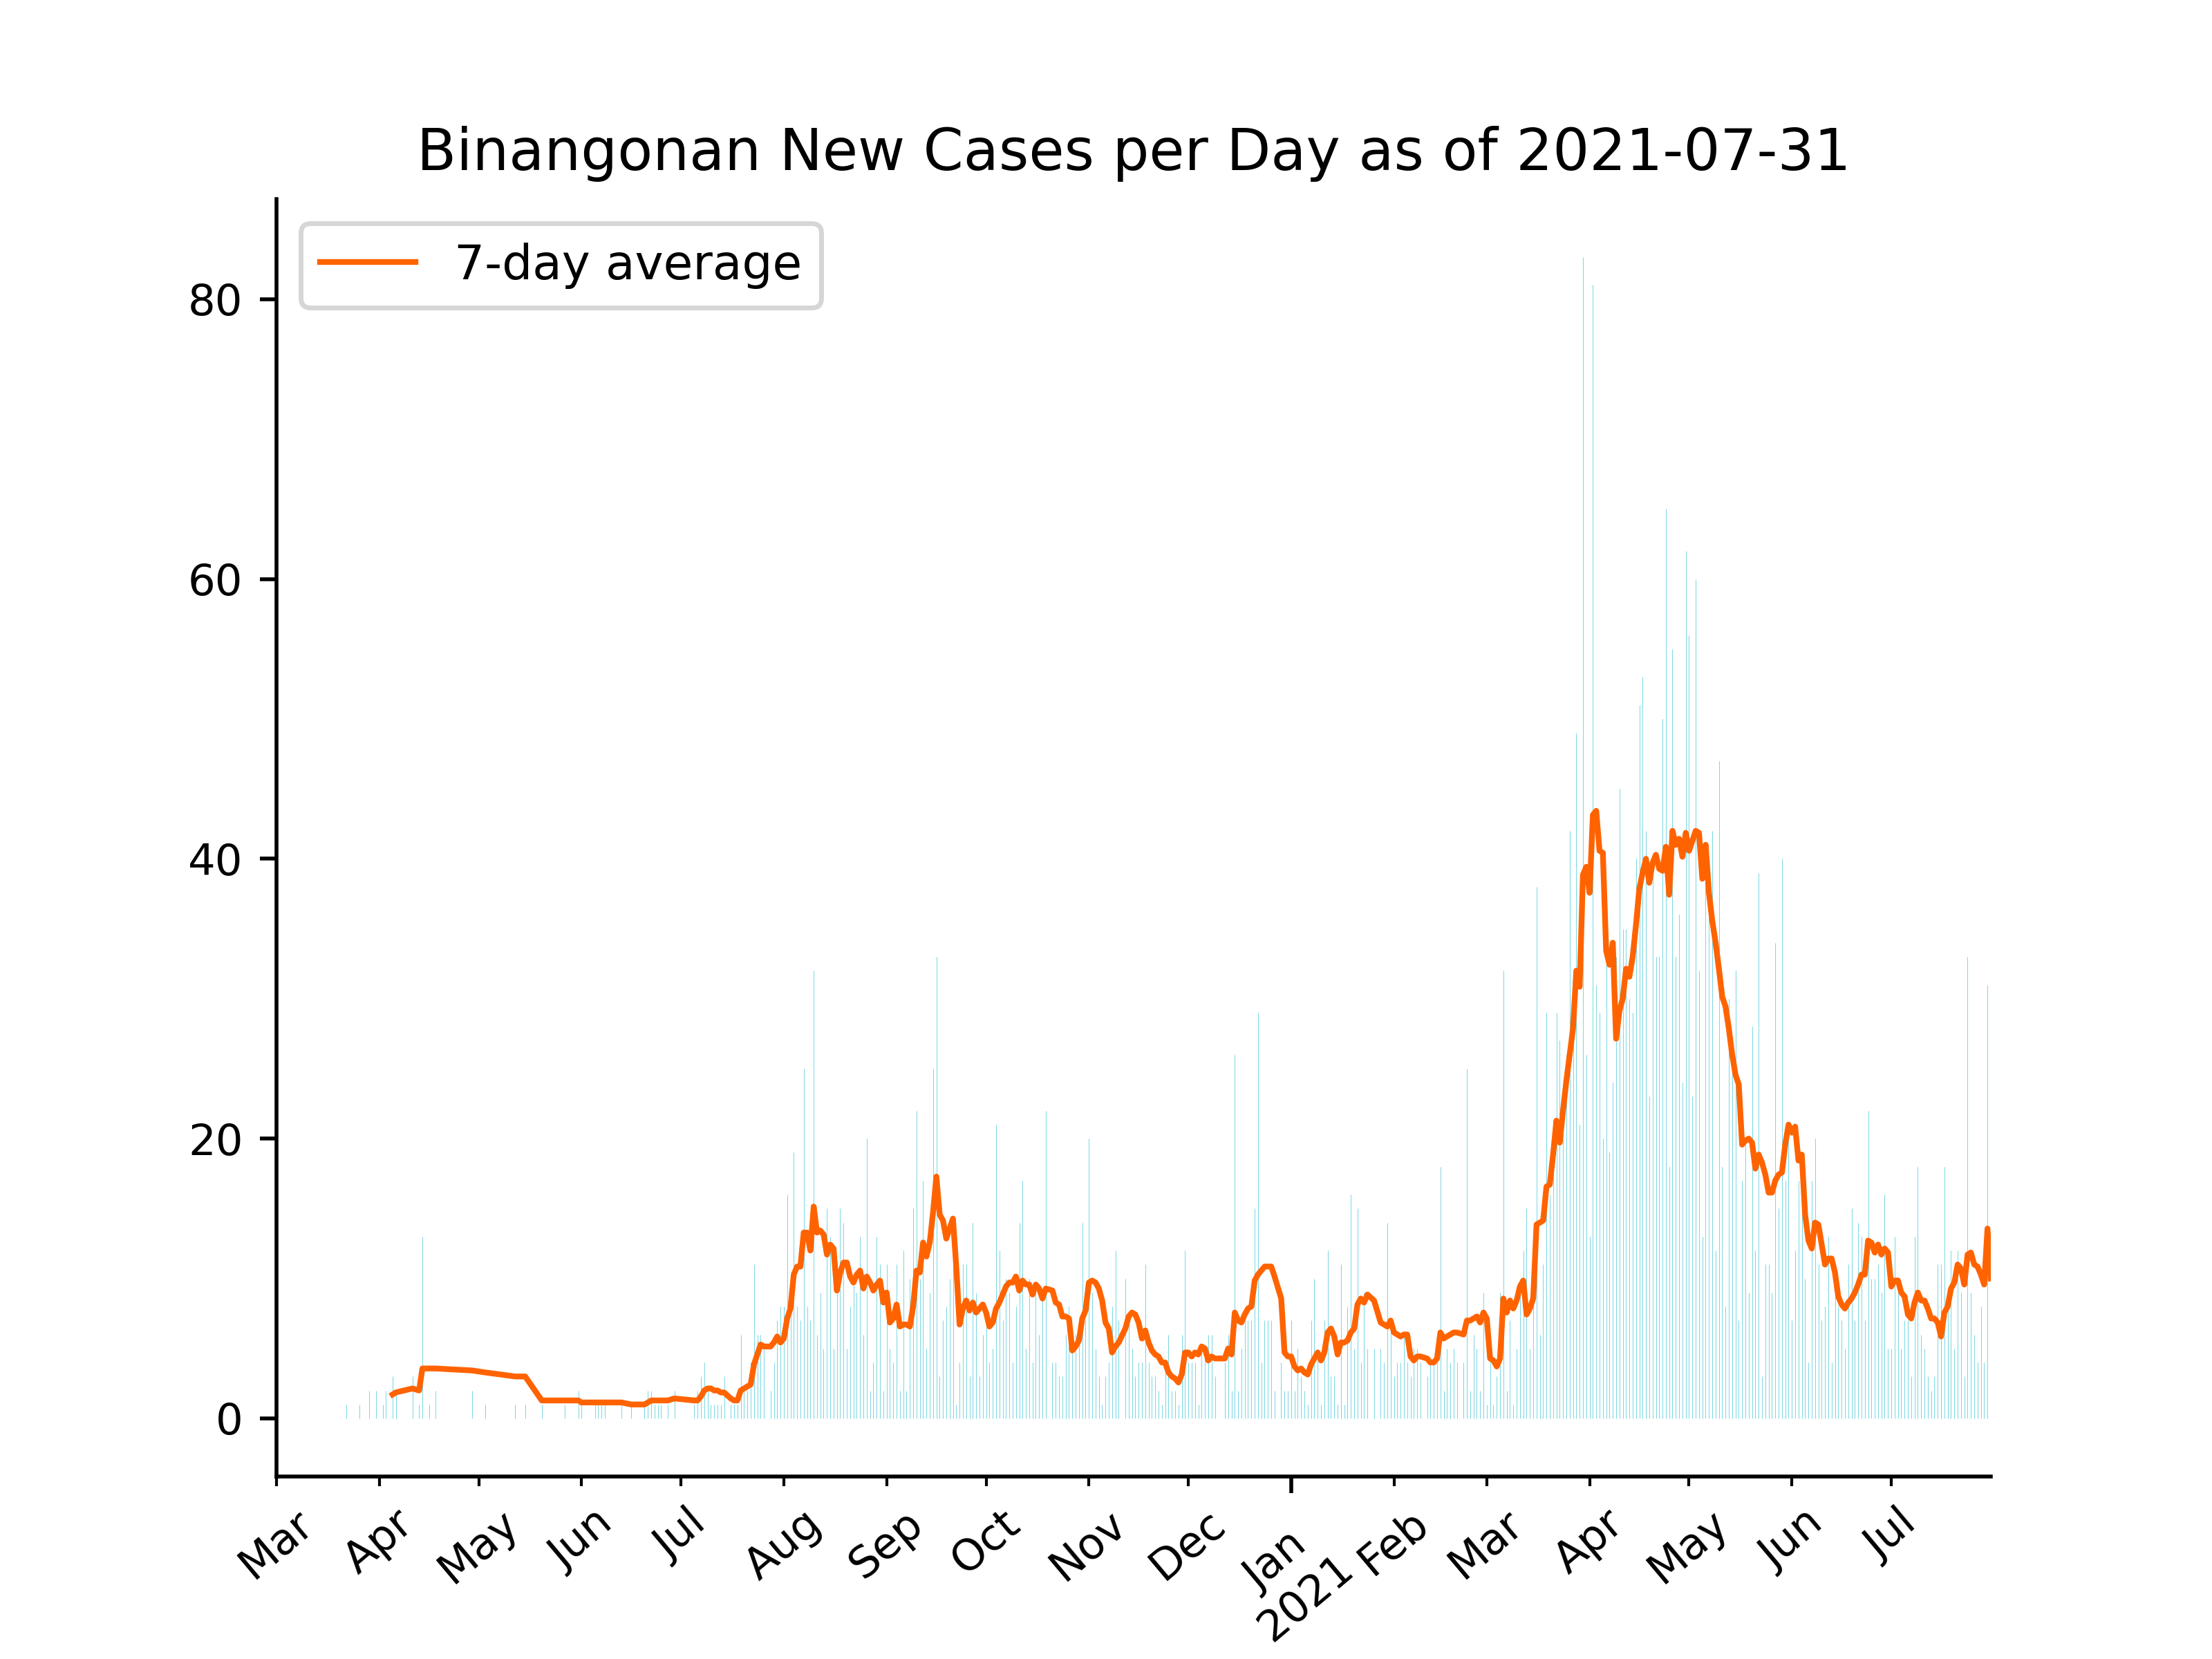 Binangonan New Cases per Day as of 2021-07-31
7-day average
80
60
40
20
0
Mar
Apr
May
Jun
Jul
Aug
Sep
Oct
Nov
Dec
Jan
2021
Feb
Mar
Apr
May
Jun
Jul